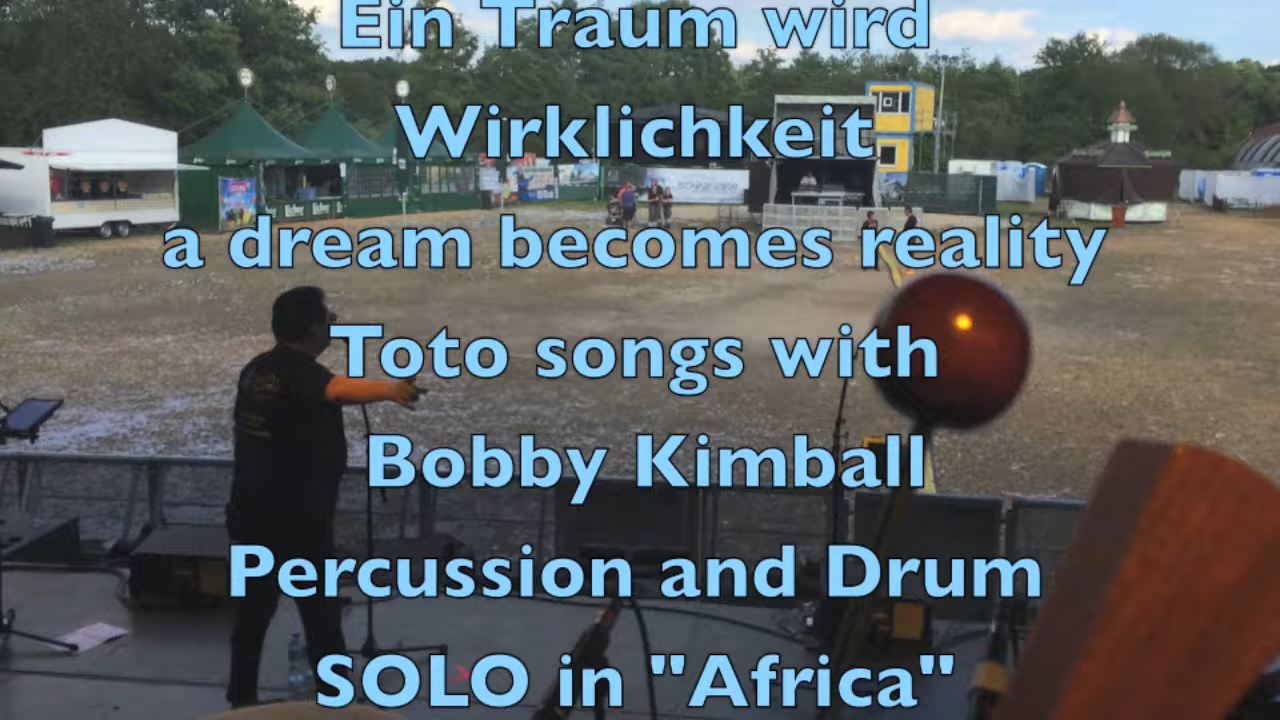 Ein Traum wird
Wirklichkeit
a dream becomes reality
Toto songs with
Bobby Kimball
Percussion and Drum
SOLO in "Africa"